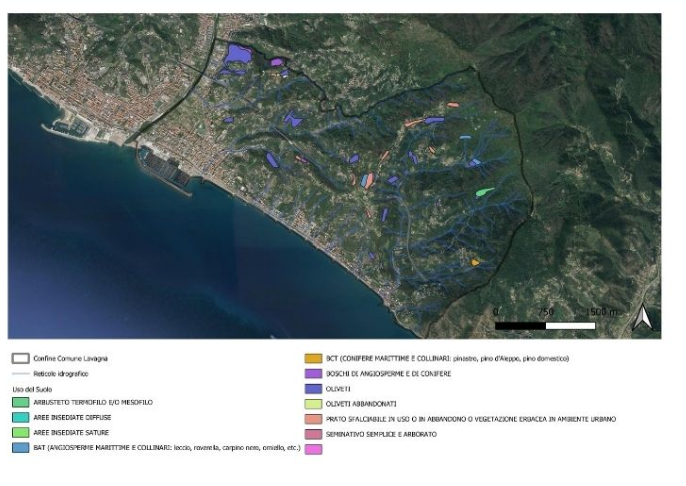 0 750 1500 m
Confine Comune Lavagna
Reticolo idrografico
Uso del Suolo
ARBUSTETO TERMOFILO E/O MESOFILO
AREE INSEDIATE DIFFUSE
AREE INSEDIATE SATURE
BAT (ANGIOSPERME MARITTIME E COLLINARI: leccio, roverella, carpino nero, orniello, etc.)
BCT (CONIFERE MARITTIME E COLLINARI: pinastro, pino d'Aleppo, pino domestico)
BOSCHI DI ANGIOSPERME E DI CONIFERE
OLIVETI
OLIVETI ABBANDONATI
PRATO SFALCIABILE IN USO O IN ABBANDONO O VEGETAZIONE ERBACEA IN AMBIENTE URBANO
SEMINATIVO SEMPLICE E ARBORATO